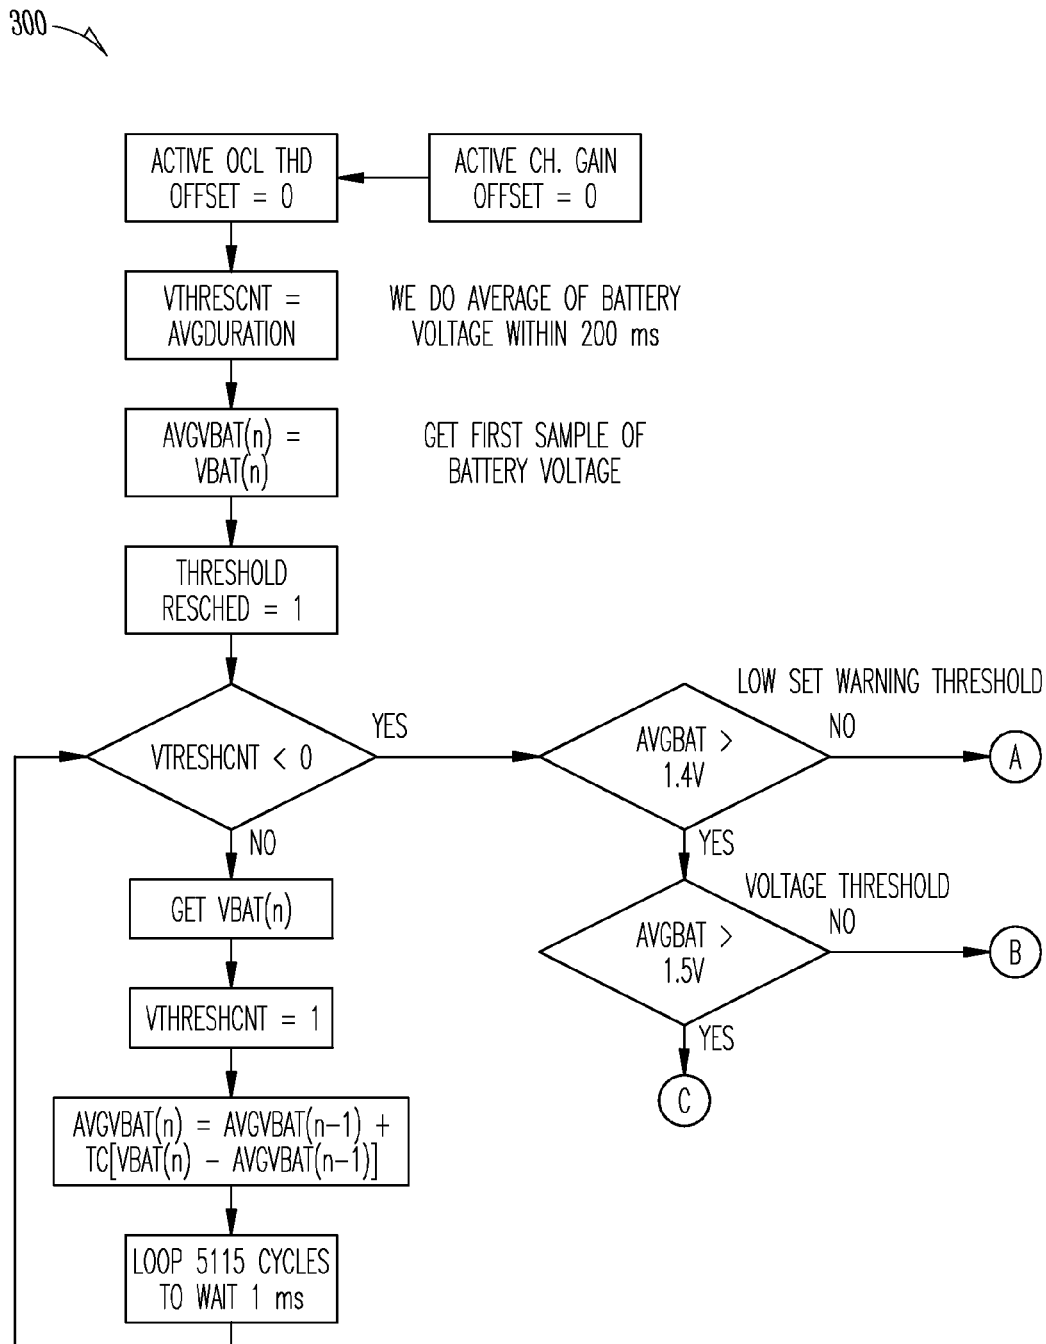 300
ACTIVE OCL THD
OFFSET = 0
ACTIVE CH. GAIN
OFFSET = 0
VTHRESCNT =
AVGDURATION
WE DO AVERAGE OF BATTERY
VOLTAGE WITHIN 200 ms
AVGVBAT(n) =
VBAT(n)
GET FIRST SAMPLE OF
BATTERY VOLTAGE
THRESHOLD
RESCHED = 1
VTRESHCNT < 0
YES
NO
LOW SET WARNING THRESHOLD
AVGBAT >
1.4V
NO
A
YES
VOLTAGE THRESHOLD
AVGBAT >
1.5V
NO
B
YES
C
GET VBAT(n)
VTHRESHCNT = 1
AVGVBAT(n) = AVGVBAT(n-1) +
TC[VBAT(n) - AVGVBAT(n-1)]
LOOP 5115 CYCLES
TO WAIT 1 ms